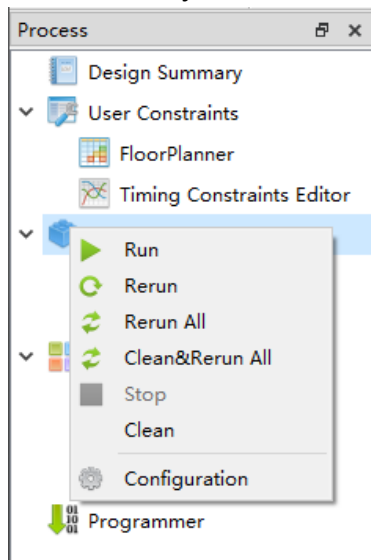 Process
Design Summary
User Constraints
FloorPlanner
Timing Constraints Editor
Run
Rerun
Rerun All
Clean&Rerun All
Stop
Clean
Configuration
Programmer